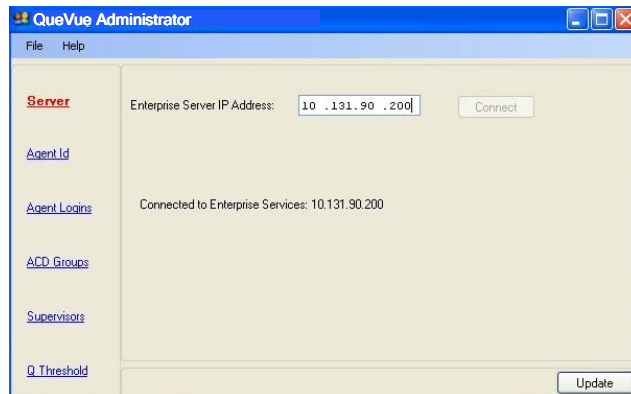 QueVue Administrator
File Help
Server
Enterprise Server IP Address: 10 .131.90 .200 Connect
Agent Id
Agent Logins
Connected to Enterprise Services: 10.131.90.200
ACD Groups
Supervisors
Q Threshold
Update